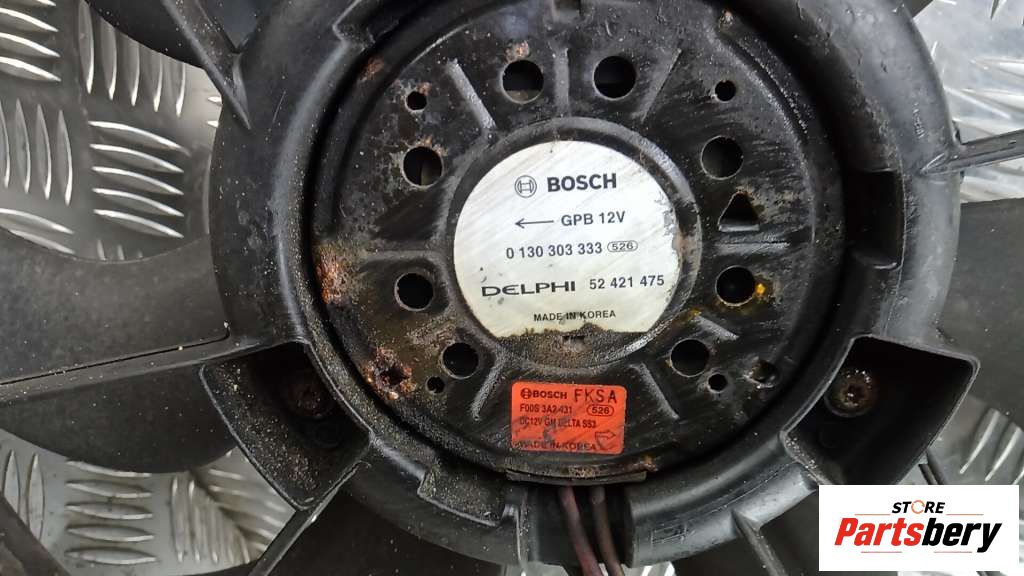 BOSCH
GPB 12V
0 130 303 333 526
DELPHI 52 421 475
MADE IN KOREA
BOSCH FKSA
F00S 3A2 431 526
DC12V GM DELTA SS3
MADE IN KOREA
STORE
Partsbery